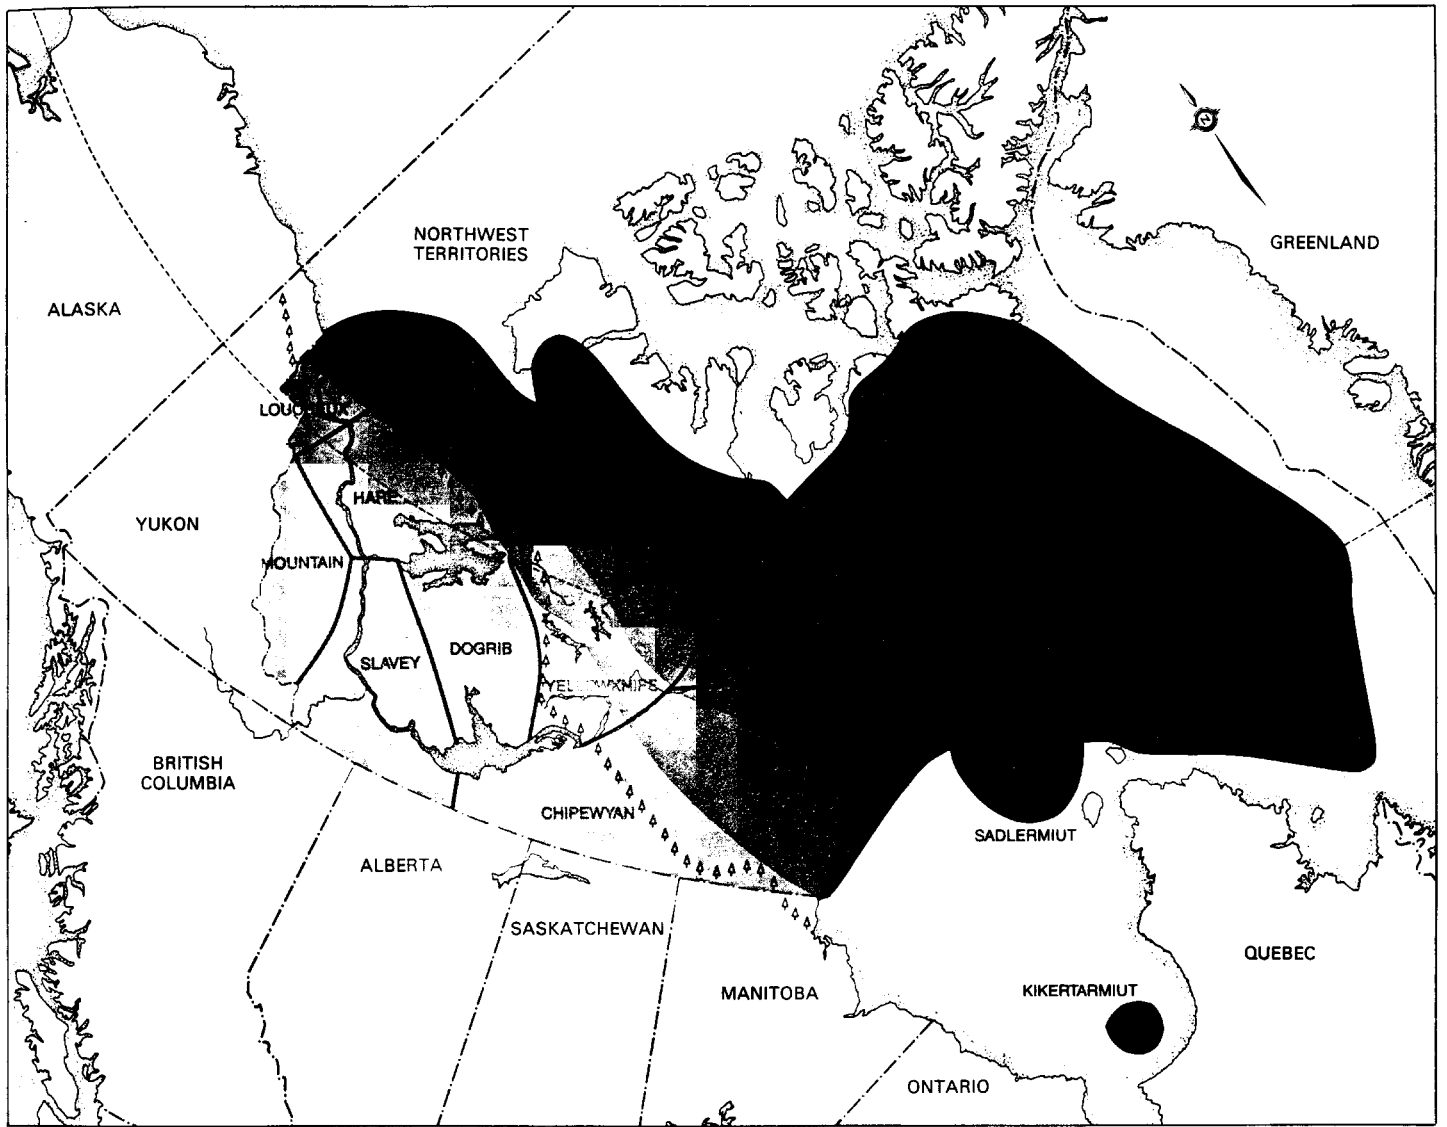 NORTHWEST
TERRITORIES
GREENLAND
ALASKA
HARE
YUKON
MOUNTAIN
SLAVEY
DOGRIB
YELLOWKNIFE
BRITISH
COLUMBIA
CHIPEWYAN
SADLERMIUT
ALBERTA
SASKATCHEWAN
QUEBEC
MANITOBA
KIKERTARMIUT
ONTARIO